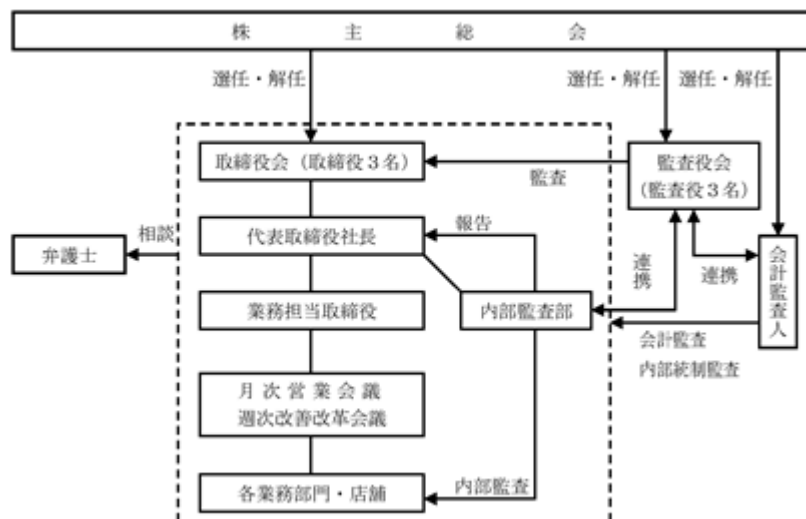 株主総会
選任・解任
選任・解任
選任・解任
取締役会（取締役３名）
監査
監査役会
（監査役３名）
弁護士
相談
代表取締役社長
報告
連携
連携
会計監査人
業務担当取締役
内部監査部
会計監査
内部統制監査
月次営業会議
週次改善改革会議
各業務部門・店舗
内部監査